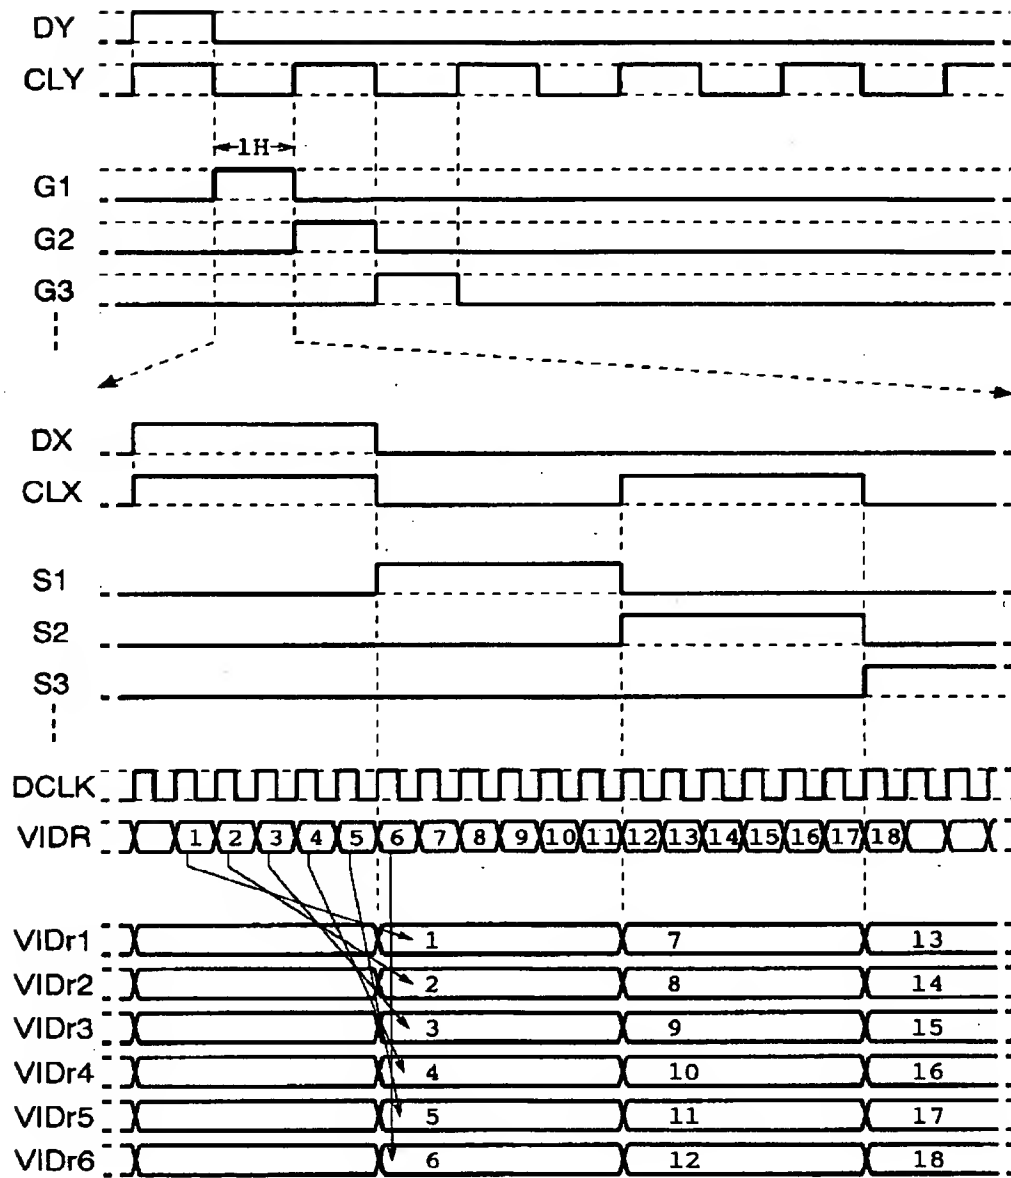 DY
CLY
1H
G1
G2
G3
DX
CLX
S1
S2
S3
DCLK
VIDR 1 2 3 4 5 6 7 8 9 10 11 12 13 14 15 16 17 18
VIDr1 1 7 13
VIDr2 2 8 14
VIDr3 3 9 15
VIDr4 4 10 16
VIDr5 5 11 17
VIDr6 6 12 18